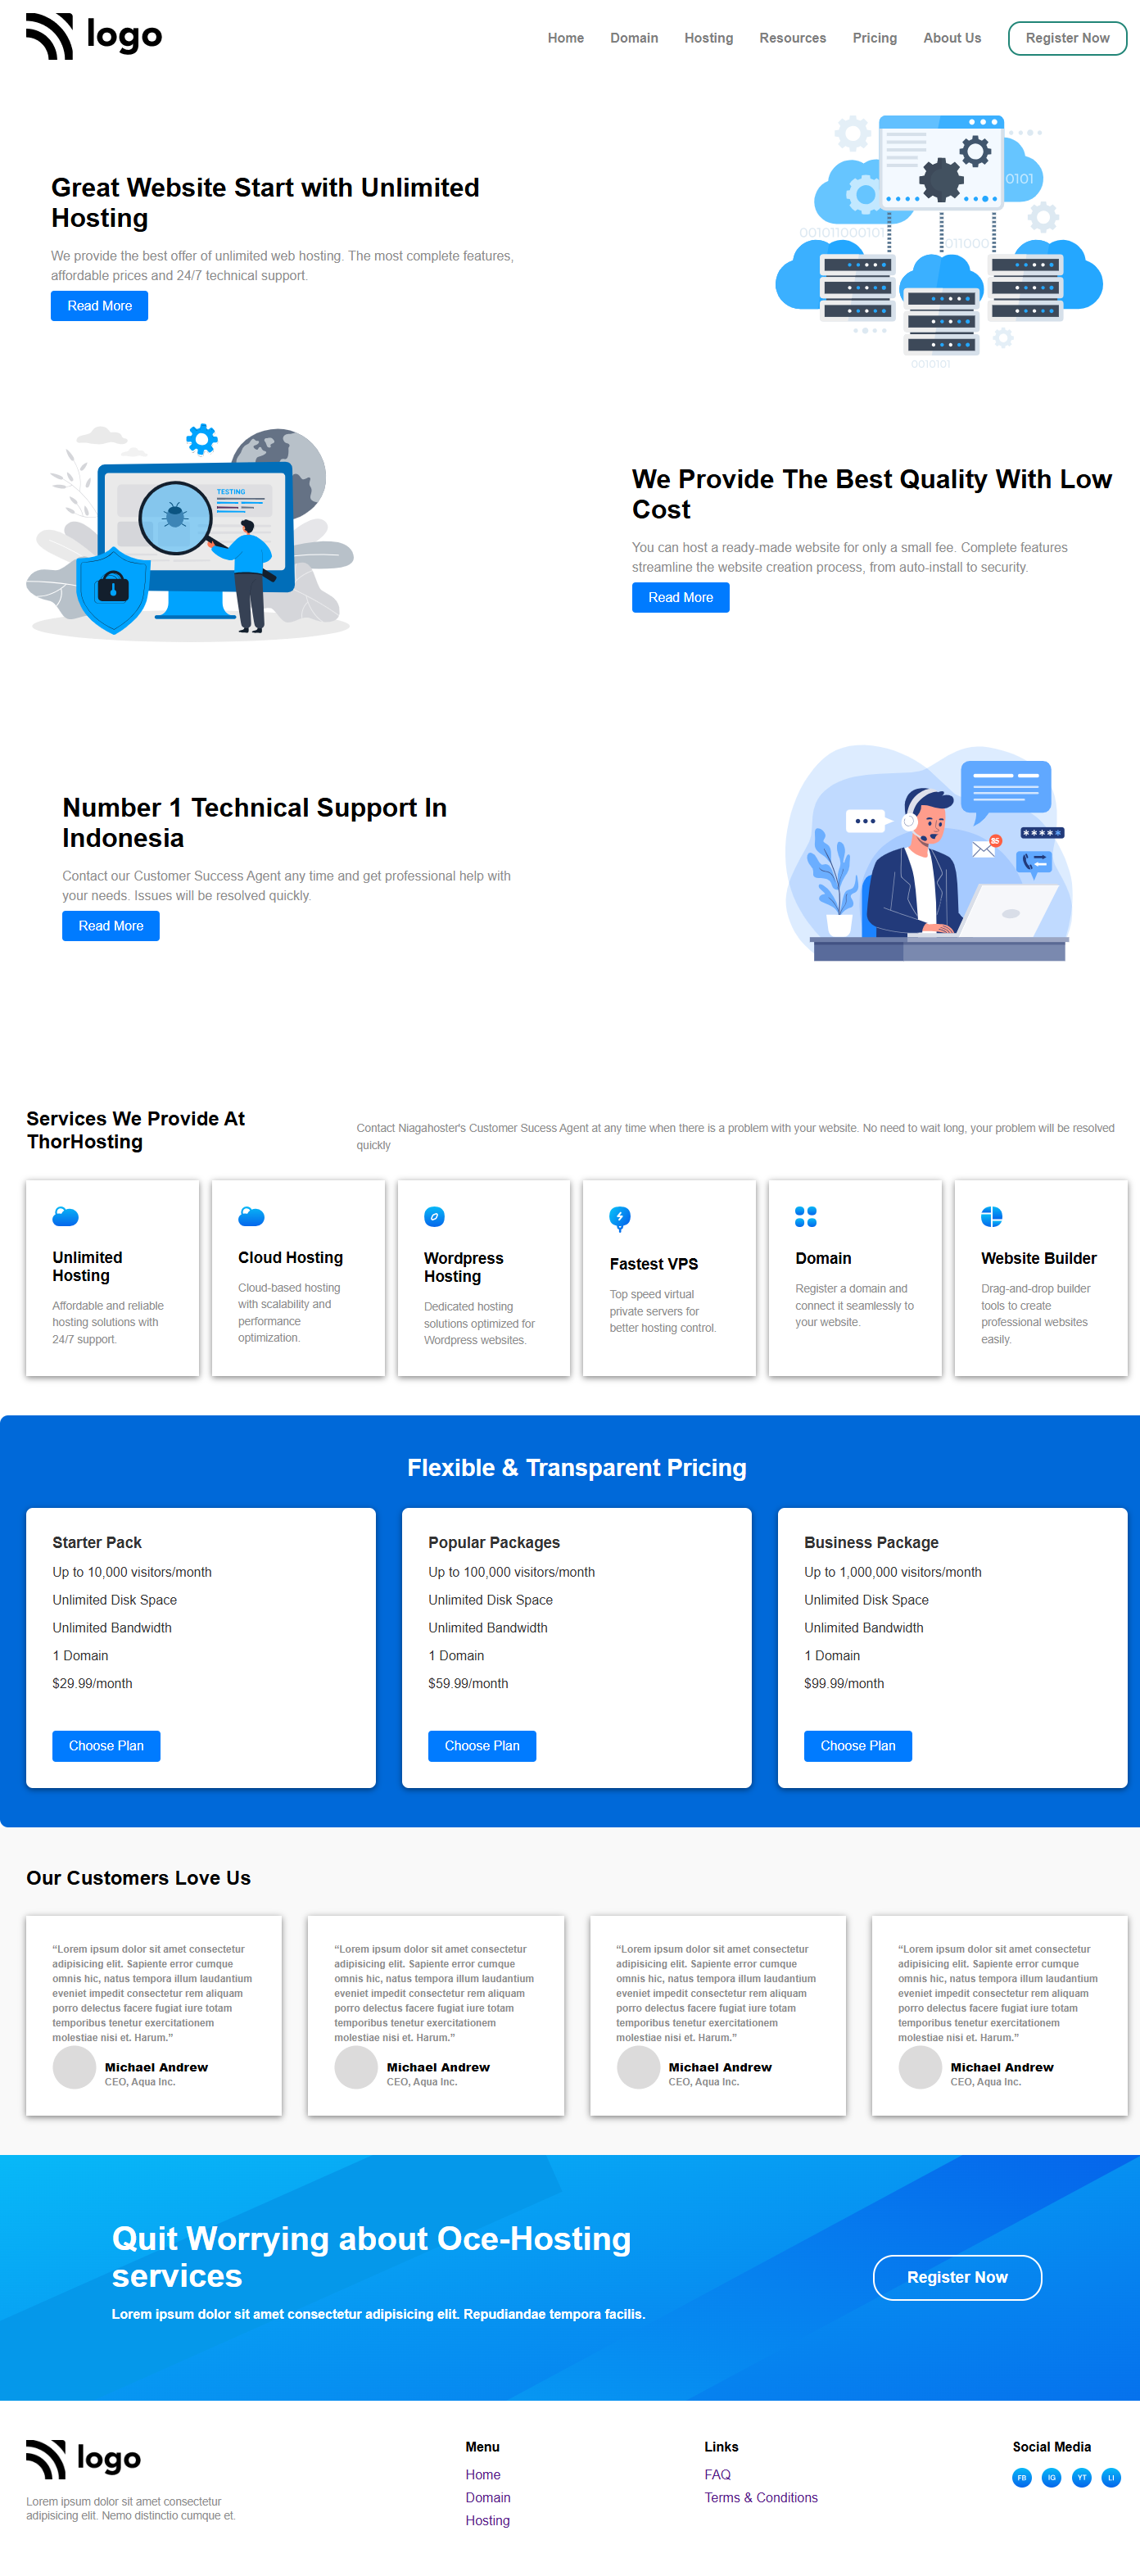 logo
Home Domain Hosting Resources Pricing About Us Register Now
0101
001011000101
011000
0010101
Great Website Start with Unlimited
Hosting
We provide the best offer of unlimited web hosting. The most complete features,
affordable prices and 24/7 technical support.
Read More
TESTING
We Provide The Best Quality With Low
Cost
You can host a ready-made website for only a small fee. Complete features
streamline the website creation process, from auto-install to security.
Read More
Number 1 Technical Support In
Indonesia
Contact our Customer Success Agent any time and get professional help with
your needs. Issues will be resolved quickly.
Read More
85
*****
Services We Provide At
ThorHosting
Contact Niagahoster's Customer Sucess Agent at any time when there is a problem with your website. No need to wait long, your problem will be resolved
quickly
Unlimited
Hosting
Affordable and reliable
hosting solutions with
24/7 support.
Cloud Hosting
Cloud-based hosting
with scalability and
performance
optimization.
Wordpress
Hosting
Dedicated hosting
solutions optimized for
Wordpress websites.
Fastest VPS
Top speed virtual
private servers for
better hosting control.
Domain
Register a domain and
connect it seamlessly to
your website.
Website Builder
Drag-and-drop builder
tools to create
professional websites
easily.
Flexible & Transparent Pricing
Starter Pack
Up to 10,000 visitors/month
Unlimited Disk Space
Unlimited Bandwidth
1 Domain
$29.99/month
Choose Plan
Popular Packages
Up to 100,000 visitors/month
Unlimited Disk Space
Unlimited Bandwidth
1 Domain
$59.99/month
Choose Plan
Business Package
Up to 1,000,000 visitors/month
Unlimited Disk Space
Unlimited Bandwidth
1 Domain
$99.99/month
Choose Plan
Our Customers Love Us
“Lorem ipsum dolor sit amet consectetur
adipisicing elit. Sapiente error cumque
omnis hic, natus tempora illum laudantium
eveniet impedit consectetur rem aliquam
porro delectus facere fugiat iure totam
temporibus tenetur exercitationem
molestiae nisi et. Harum.”
Michael Andrew
CEO, Aqua Inc.
“Lorem ipsum dolor sit amet consectetur
adipisicing elit. Sapiente error cumque
omnis hic, natus tempora illum laudantium
eveniet impedit consectetur rem aliquam
porro delectus facere fugiat iure totam
temporibus tenetur exercitationem
molestiae nisi et. Harum.”
Michael Andrew
CEO, Aqua Inc.
“Lorem ipsum dolor sit amet consectetur
adipisicing elit. Sapiente error cumque
omnis hic, natus tempora illum laudantium
eveniet impedit consectetur rem aliquam
porro delectus facere fugiat iure totam
temporibus tenetur exercitationem
molestiae nisi et. Harum.”
Michael Andrew
CEO, Aqua Inc.
“Lorem ipsum dolor sit amet consectetur
adipisicing elit. Sapiente error cumque
omnis hic, natus tempora illum laudantium
eveniet impedit consectetur rem aliquam
porro delectus facere fugiat iure totam
temporibus tenetur exercitationem
molestiae nisi et. Harum.”
Michael Andrew
CEO, Aqua Inc.
Quit Worrying about Oce-Hosting
services
Lorem ipsum dolor sit amet consectetur adipisicing elit. Repudiandae tempora facilis.
Register Now
logo
Lorem ipsum dolor sit amet consectetur
adipisicing elit. Nemo distinctio cumque et.
Menu
Home
Domain
Hosting
Links
FAQ
Terms & Conditions
Social Media
FB IG YT LI